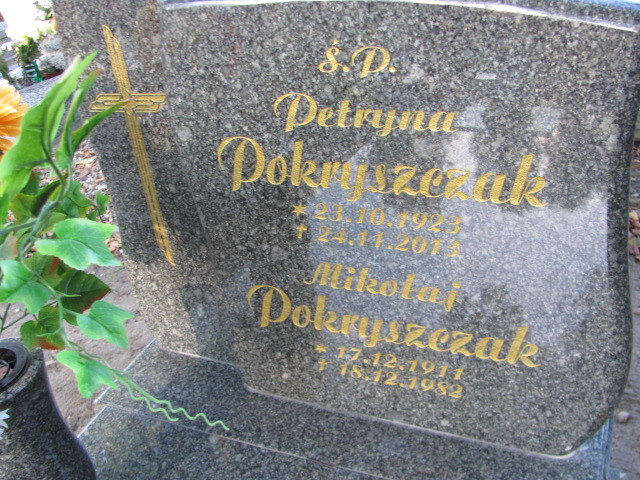 Ś.P.
Petryna
Pokryszczak
* 23.10.1923
† 24.11.2013
Mikołaj
Pokryszczak
* 17.12.1911
† 18.12.1982